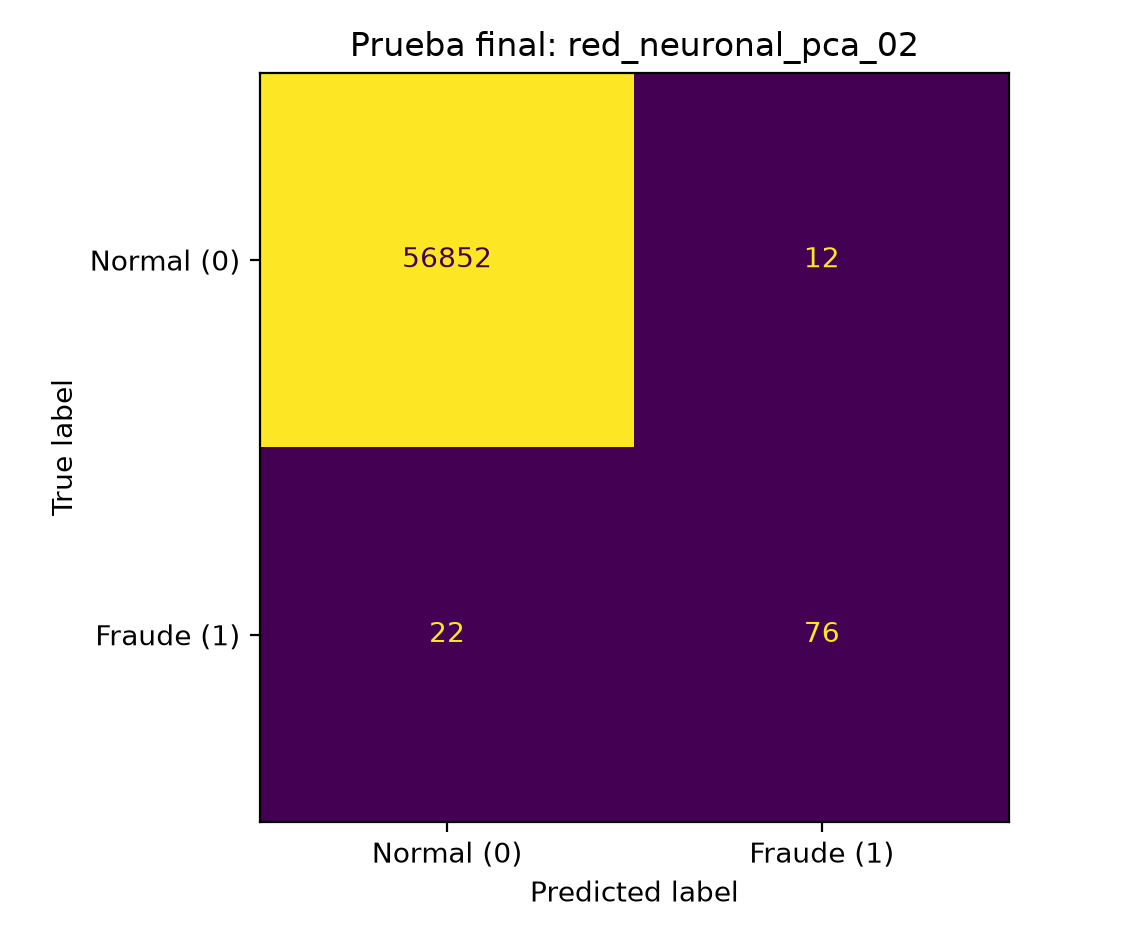 Prueba final: red_neuronal_pca_02
Normal (0)
56852
12
True label
Fraude (1)
22
76
Normal (0)
Fraude (1)
Predicted label